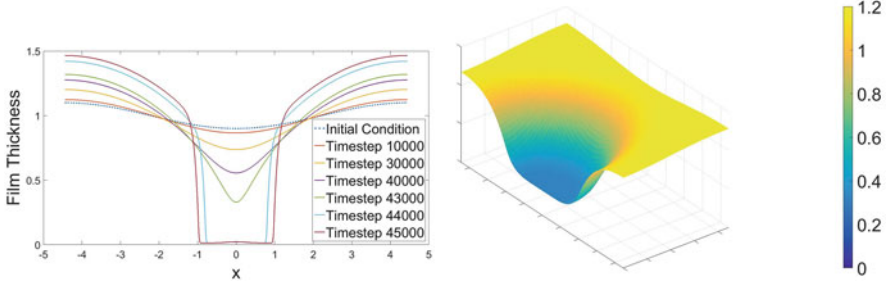 Film Thickness
1.5
1
0.5
0
-5 -4 -3 -2 -1 0 1 2 3 4 5
x
Initial Condition
Timestep 10000
Timestep 30000
Timestep 40000
Timestep 43000
Timestep 44000
Timestep 45000
1.2
1
0.8
0.6
0.4
0.2
0